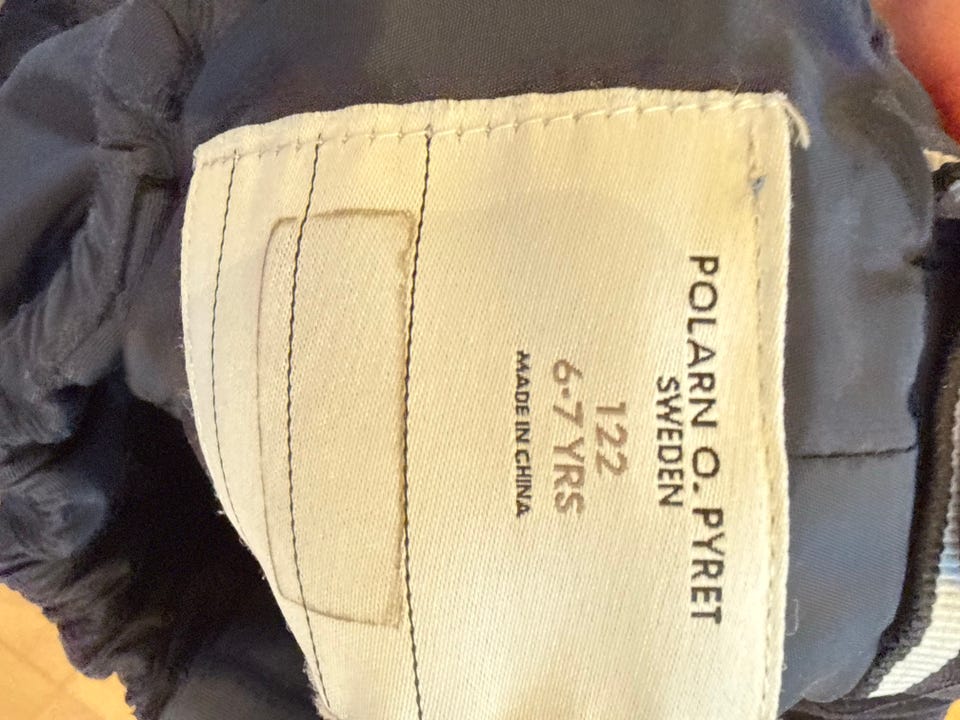 POLARN O. PYRET
SWEDEN
122
6-7 YRS
MADE IN CHINA